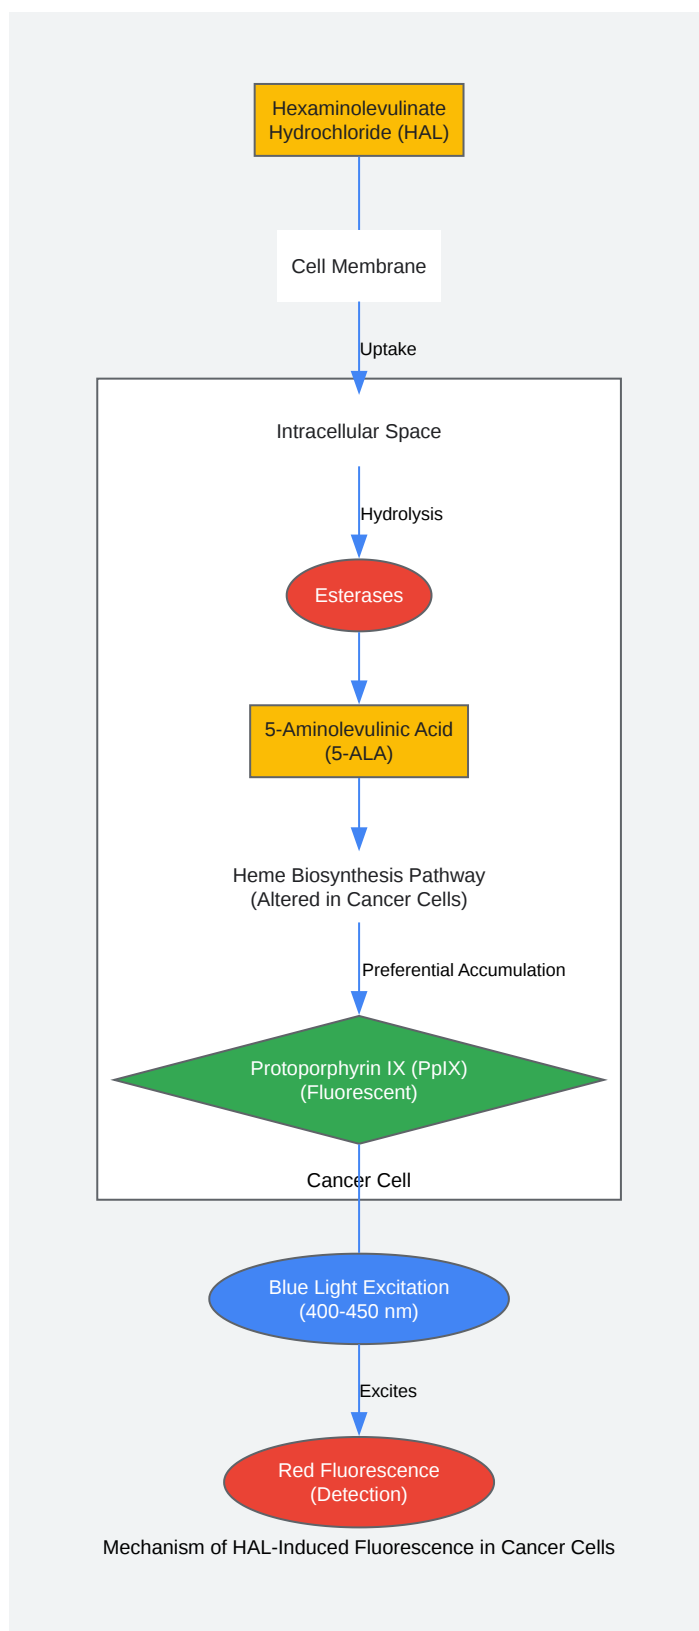 Hexaminolevulinate
Hydrochloride (HAL)
Cell Membrane
Uptake
Intracellular Space
Hydrolysis
Esterases
5-Aminolevulinic Acid
(5-ALA)
Heme Biosynthesis Pathway
(Altered in Cancer Cells)
Preferential Accumulation
Protoporphyrin IX (PpIX)
(Fluorescent)
Cancer Cell
Blue Light Excitation
(400-450 nm)
Excites
Red Fluorescence
(Detection)
Mechanism of HAL-Induced Fluorescence in Cancer Cells